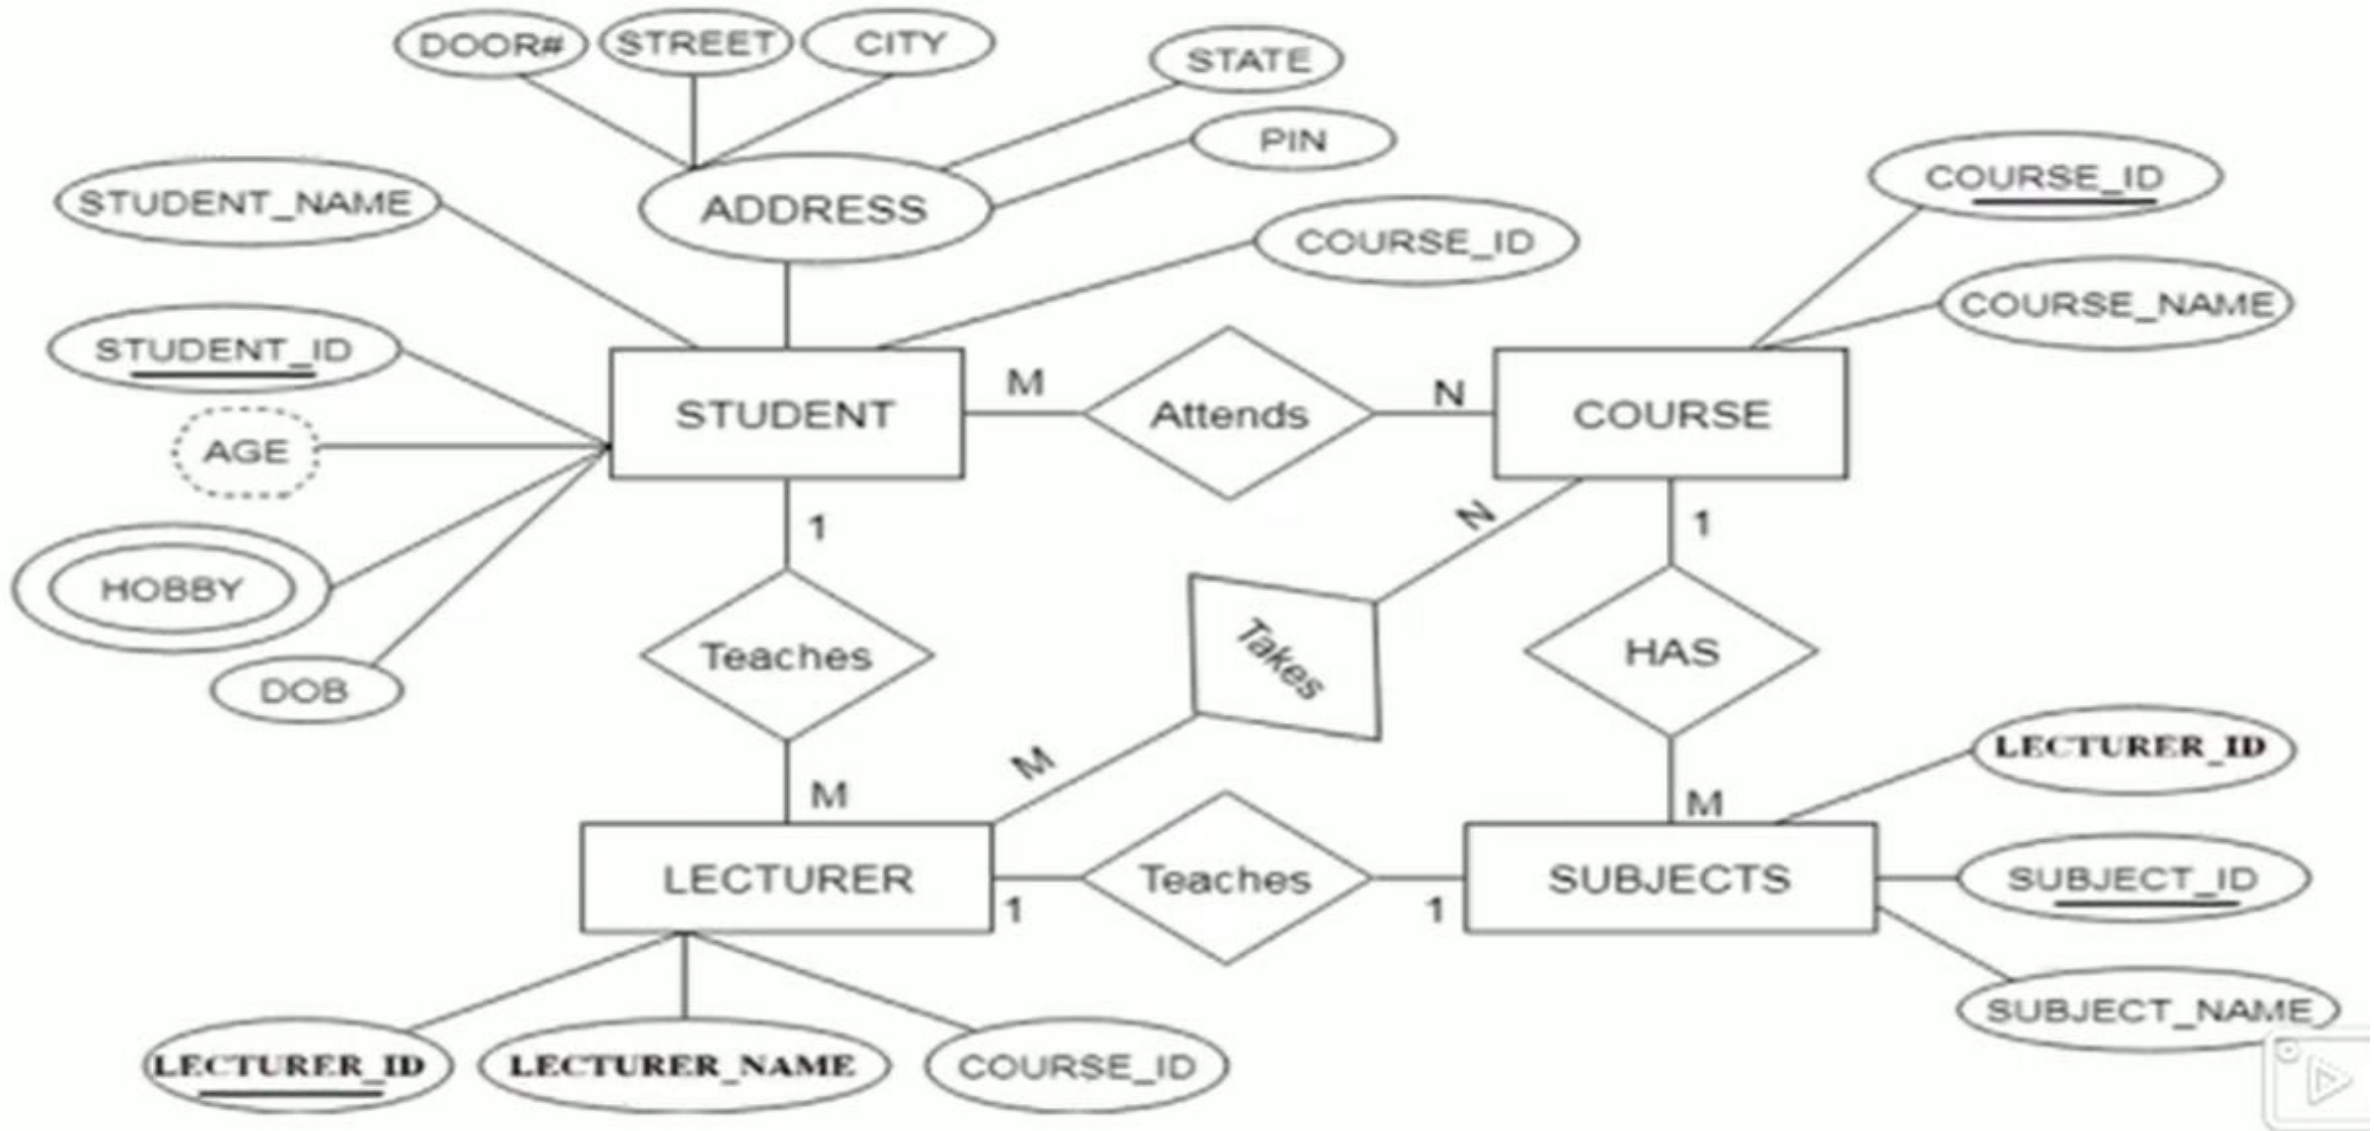 DOOR#
STREET
CITY
STATE
PIN
STUDENT_NAME
ADDRESS
COURSE_ID
COURSE_ID
COURSE_NAME
STUDENT_ID
AGE
HOBBY
DOB
STUDENT
M
Attends
N
COURSE
1
Teaches
M
N
Takes
M
1
HAS
M
LECTURER
1
Teaches
1
SUBJECTS
LECTURER_ID
SUBJECT_ID
SUBJECT_NAME
LECTURER_ID
LECTURER_NAME
COURSE_ID